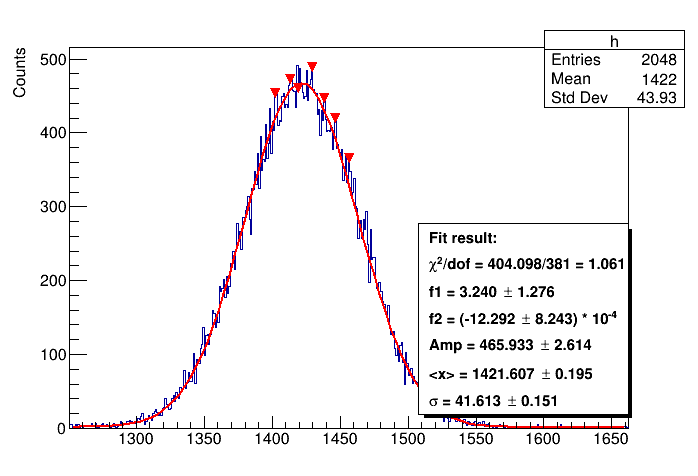 h
Entries 2048
Mean 1422
Std Dev 43.93
Counts
500
400
300
200
100
0
Fit result:
χ²/dof = 404.098/381 = 1.061
f1 = 3.240 ± 1.276
f2 = (-12.292 ± 8.243) * 10⁻⁴
Amp = 465.933 ± 2.614
<x> = 1421.607 ± 0.195
σ = 41.613 ± 0.151
1300 1350 1400 1450 1500 1550 1600 1650